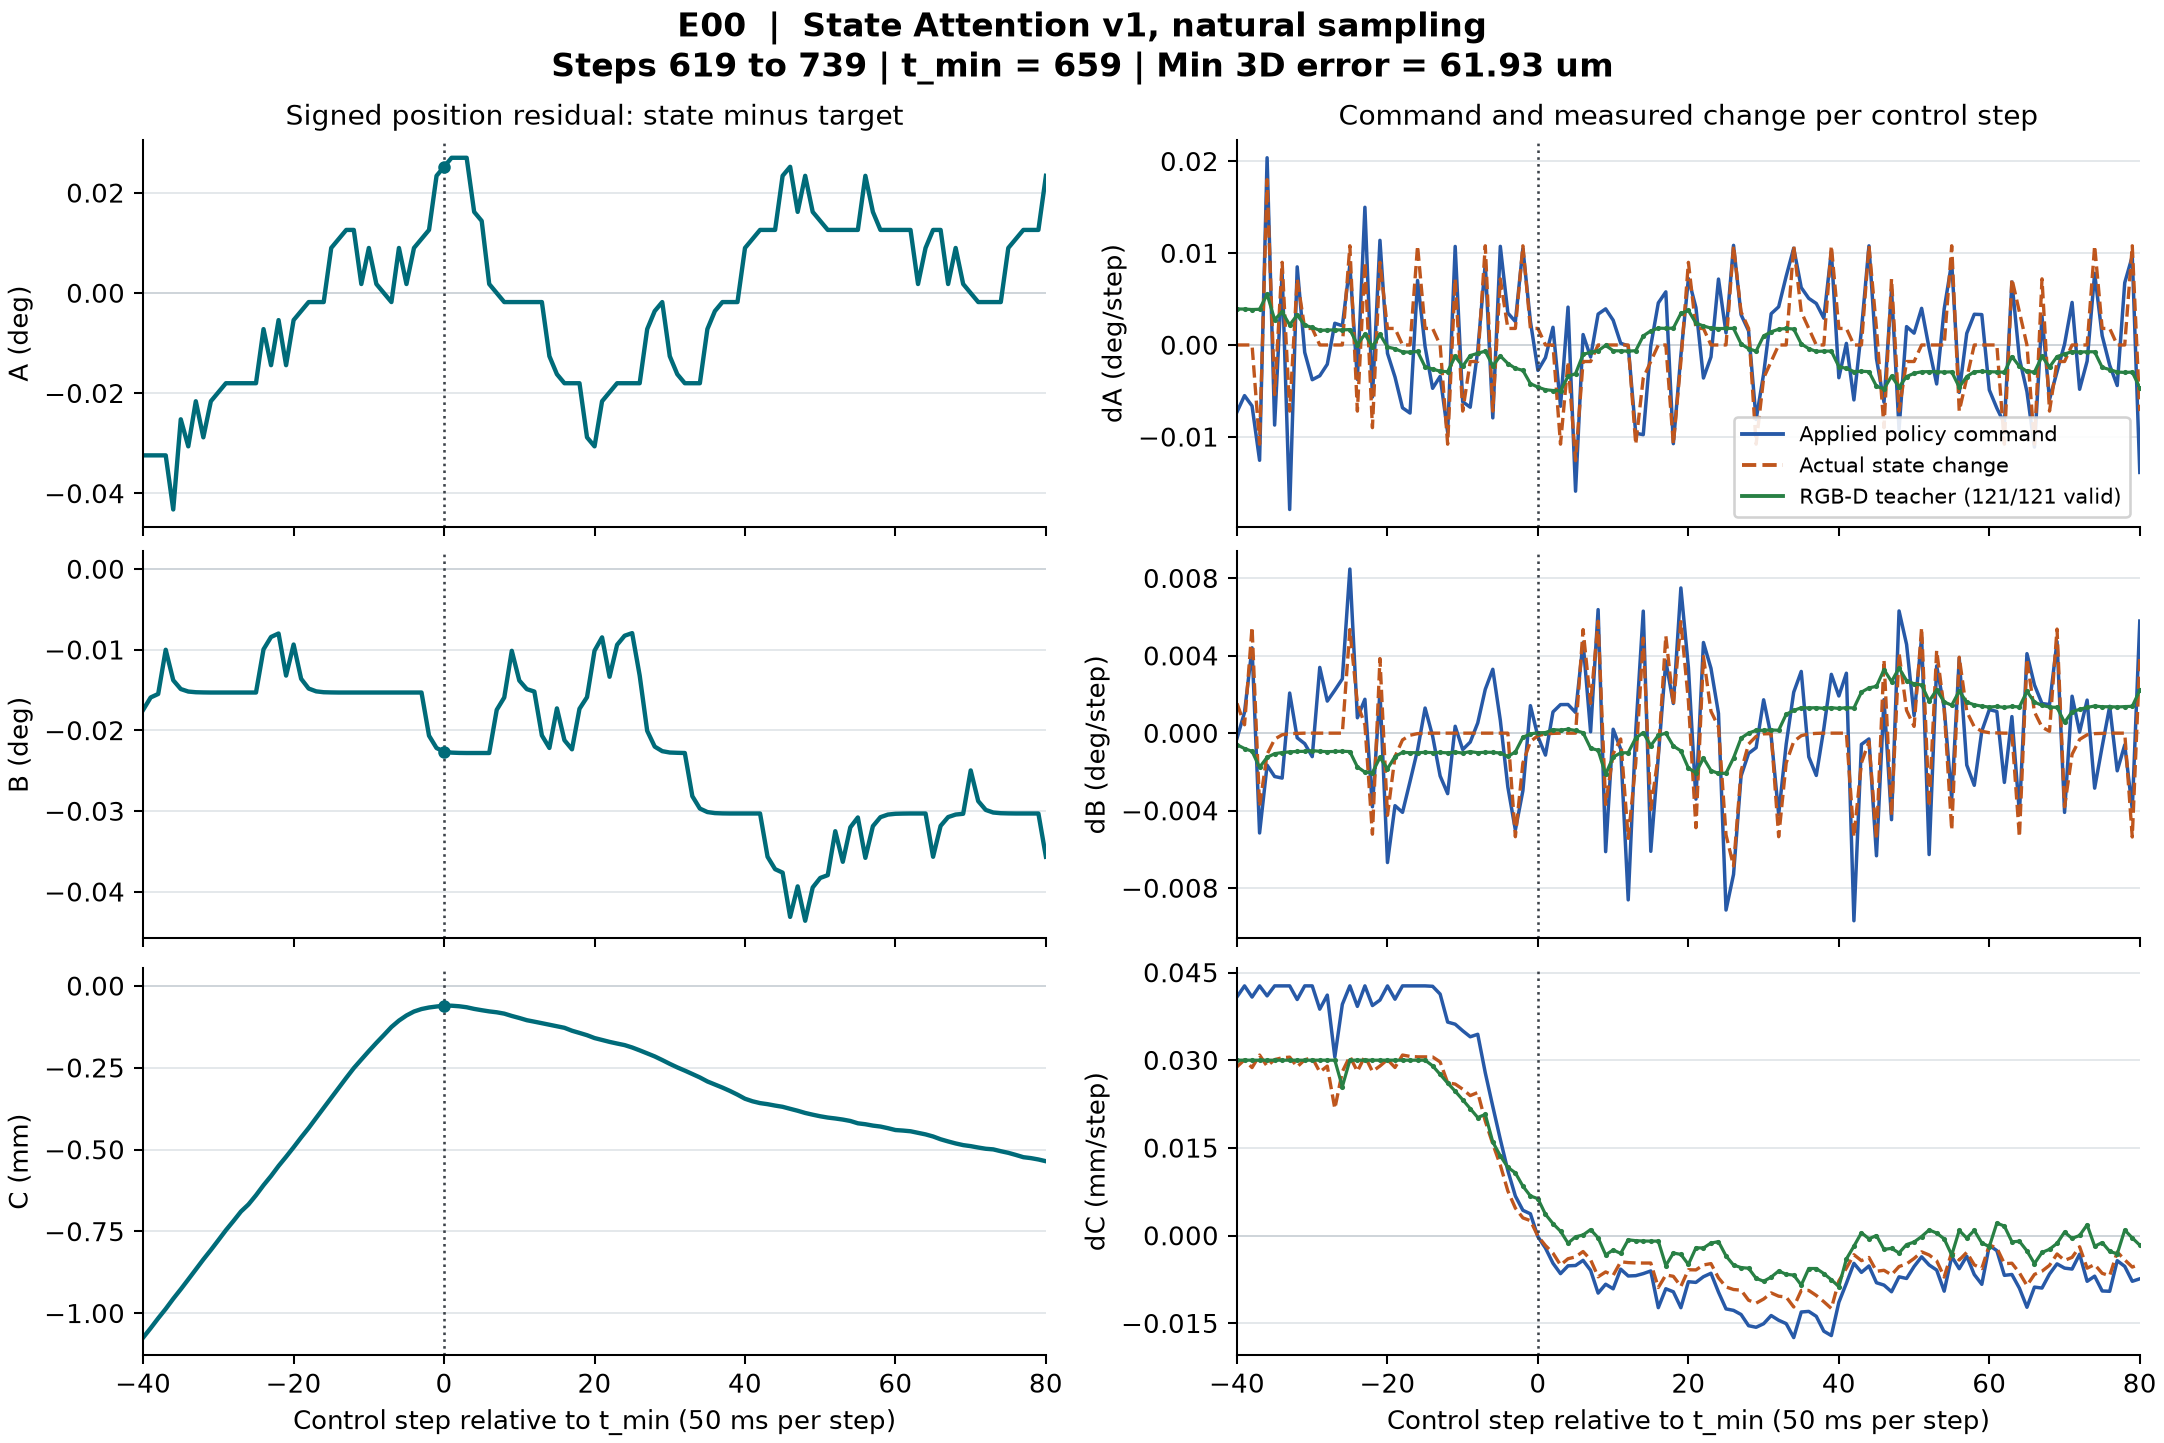 E00 | State Attention v1, natural sampling
Steps 619 to 739 | t_min = 659 | Min 3D error = 61.93 um
Signed position residual: state minus target
0.02
0.00
−0.02
−0.04
A (deg)
Command and measured change per control step
0.02
0.01
0.00
−0.01
dA (deg/step)
Applied policy command
Actual state change
RGB-D teacher (121/121 valid)
0.00
−0.01
−0.02
−0.03
−0.04
B (deg)
0.008
0.004
0.000
−0.004
−0.008
dB (deg/step)
0.00
−0.25
−0.50
−0.75
−1.00
C (mm)
−40 −20 0 20 40 60 80
Control step relative to t_min (50 ms per step)
0.045
0.030
0.015
0.000
−0.015
dC (mm/step)
−40 −20 0 20 40 60 80
Control step relative to t_min (50 ms per step)